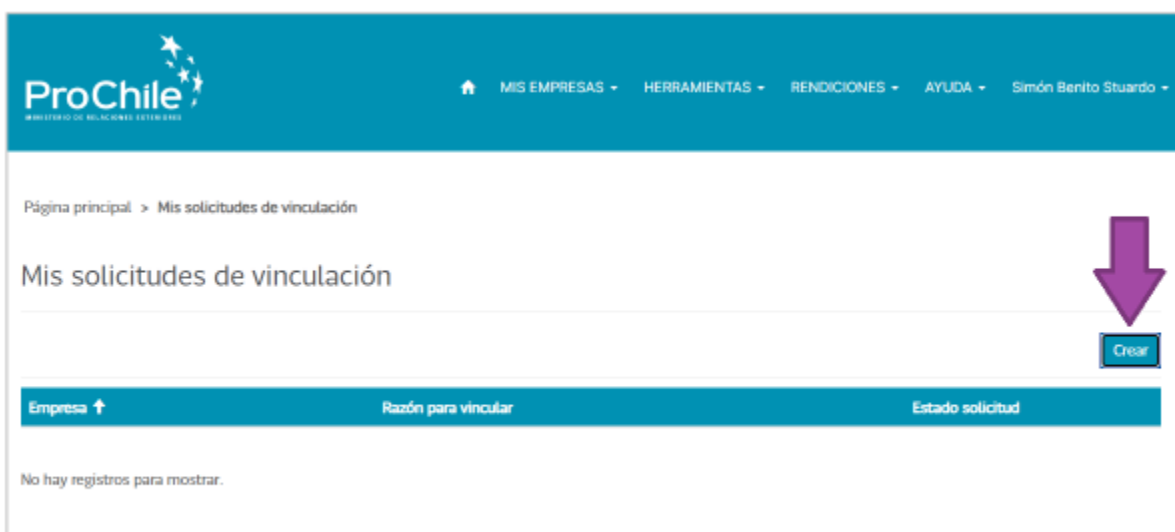 ProChile
MINISTERIO DE RELACIONES EXTERIORES
MIS EMPRESAS
HERRAMIENTAS
RENDICIONES
AYUDA
Simón Benito Stuardo
Página principal > Mis solicitudes de vinculación
Mis solicitudes de vinculación
Crear
Empresa ↑ Razón para vincular Estado solicitud
No hay registros para mostrar.